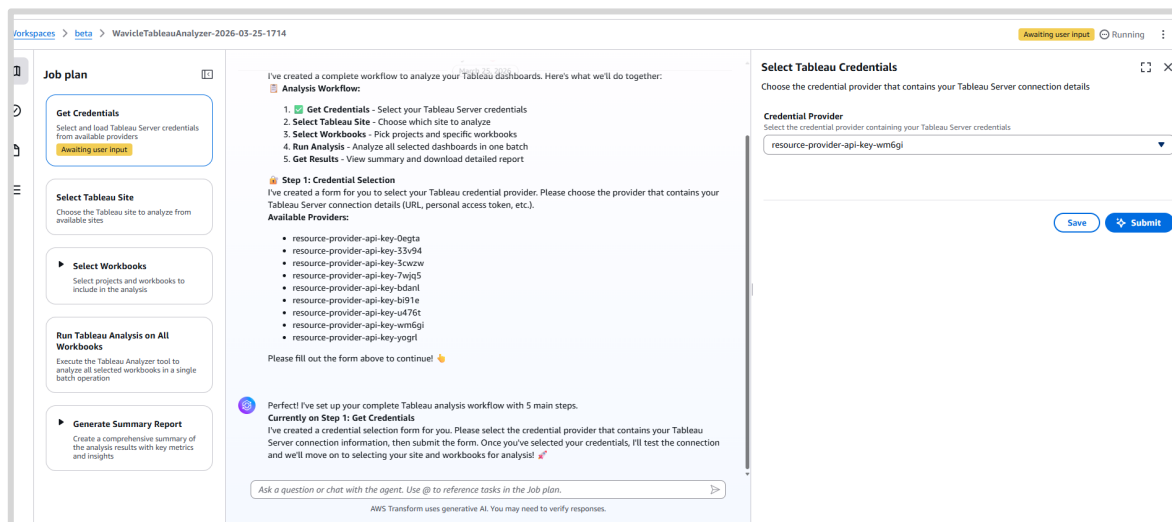 Workspaces > beta > WavicleTableauAnalyzer-2026-03-25-1714
Awaiting user input
Running
Job plan
Get Credentials
Select and load Tableau Server credentials
from available providers
Awaiting user input
Select Tableau Site
Choose the Tableau site to analyze from
available sites
Select Workbooks
Select projects and workbooks to
include in the analysis
Run Tableau Analysis on All
Workbooks
Execute the Tableau Analyzer tool to
analyze all selected workbooks in a single
batch operation
Generate Summary Report
Create a comprehensive summary of
the analysis results with key metrics
and insights
March 25, 2026
I've created a complete workflow to analyze your Tableau dashboards. Here's what we'll do together:
📋 Analysis Workflow:
1. ✅ Get Credentials - Select your Tableau Server credentials
2. Select Tableau Site - Choose which site to analyze
3. Select Workbooks - Pick projects and specific workbooks
4. Run Analysis - Analyze all selected dashboards in one batch
5. Get Results - View summary and download detailed report
🔐 Step 1: Credential Selection
I've created a form for you to select your Tableau credential provider. Please choose the provider that contains your
Tableau Server connection details (URL, personal access token, etc.).
Available Providers:
• resource-provider-api-key-0egta
• resource-provider-api-key-33v94
• resource-provider-api-key-3cwzw
• resource-provider-api-key-7wjq5
• resource-provider-api-key-bdanl
• resource-provider-api-key-bi91e
• resource-provider-api-key-u476t
• resource-provider-api-key-wm6gi
• resource-provider-api-key-yogrl
Please fill out the form above to continue! 👆
Perfect! I've set up your complete Tableau analysis workflow with 5 main steps.
Currently on Step 1: Get Credentials
I've created a credential selection form for you. Please select the credential provider that contains your Tableau
Server connection information, then submit the form. Once you've selected your credentials, I'll test the connection
and we'll move on to selecting your site and workbooks for analysis! 🚀
Ask a question or chat with the agent. Use @ to reference tasks in the Job plan.
AWS Transform uses generative AI. You may need to verify responses.
Select Tableau Credentials
Choose the credential provider that contains your Tableau Server connection details
Credential Provider
Select the credential provider containing your Tableau Server credentials
resource-provider-api-key-wm6gi
Save
Submit